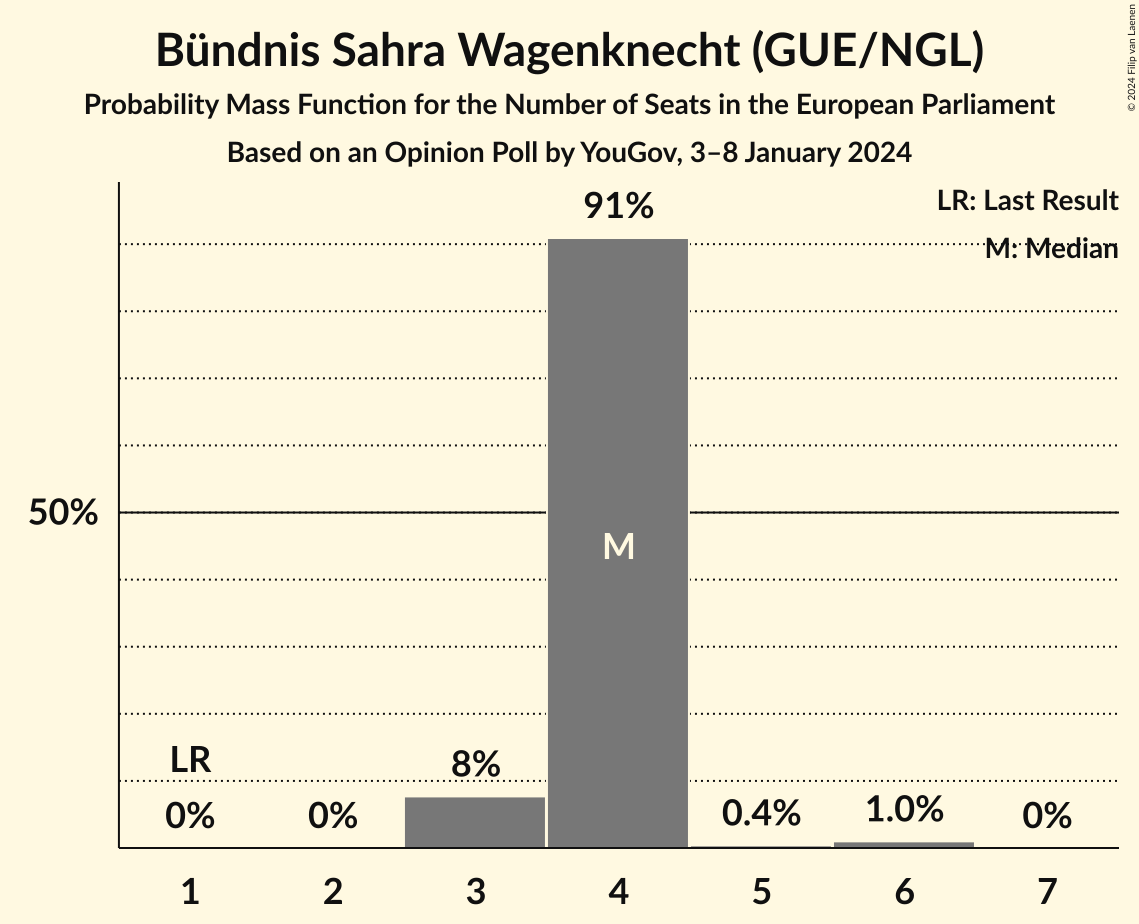 Bündnis Sahra Wagenknecht (GUE/NGL)
Probability Mass Function for the Number of Seats in the European Parliament
Based on an Opinion Poll by YouGov, 3–8 January 2024
© 2024 Filip van Laenen
LR: Last Result
M: Median
91%
50%
M
LR
8%
0%
0%
0.4%
1.0%
0%
1 2 3 4 5 6 7